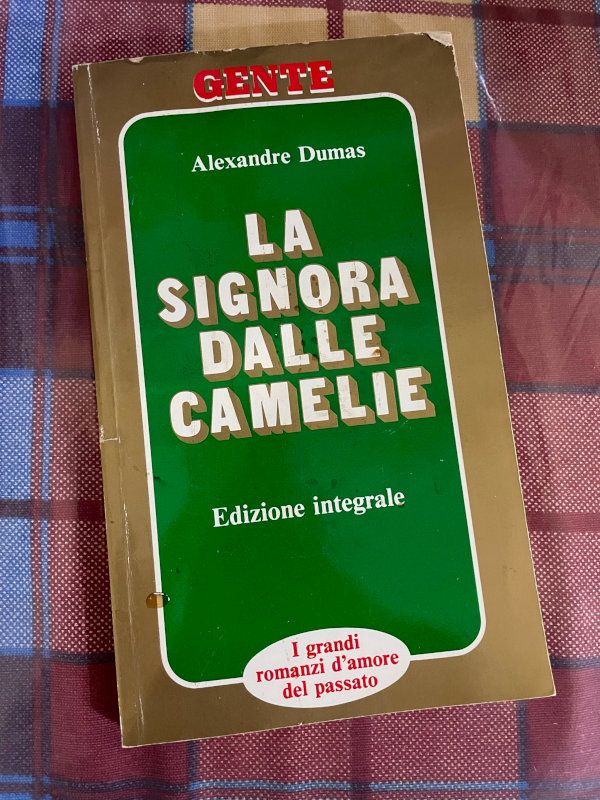 GENTE
Alexandre Dumas
LA
SIGNORA
DALLE
CAMELIE
Edizione integrale
I grandi
romanzi d'amore
del passato